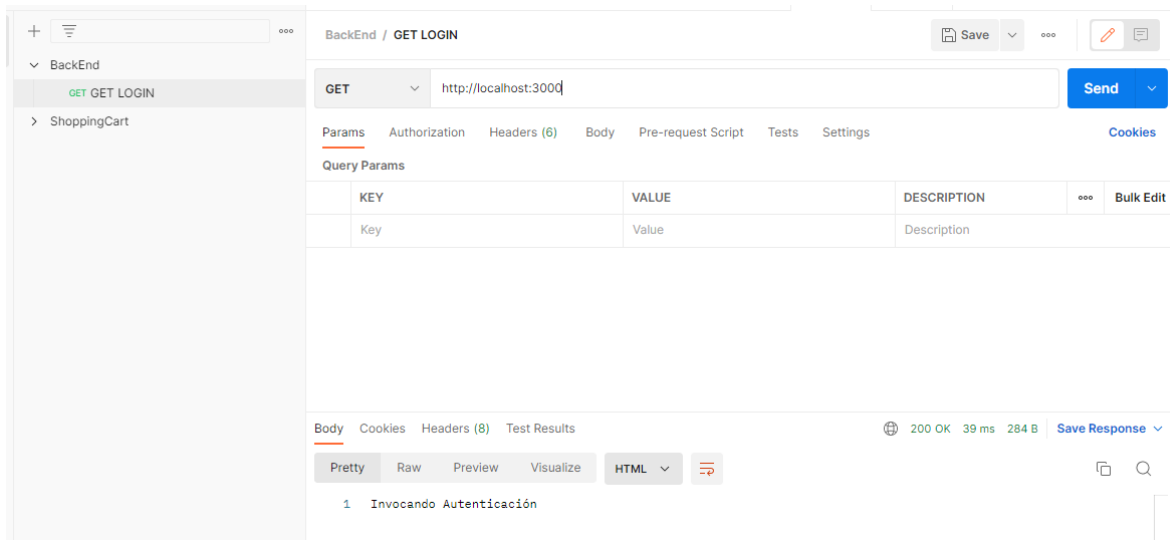 BackEnd / GET LOGIN
Save
BackEnd
GET GET LOGIN
ShoppingCart
GET http://localhost:3000 Send
Params Authorization Headers (6) Body Pre-request Script Tests Settings Cookies
Query Params
KEY VALUE DESCRIPTION Bulk Edit
Key Value Description
Body Cookies Headers (8) Test Results 200 OK 39 ms 284 B Save Response
Pretty Raw Preview Visualize HTML
1 Invocando Autenticación